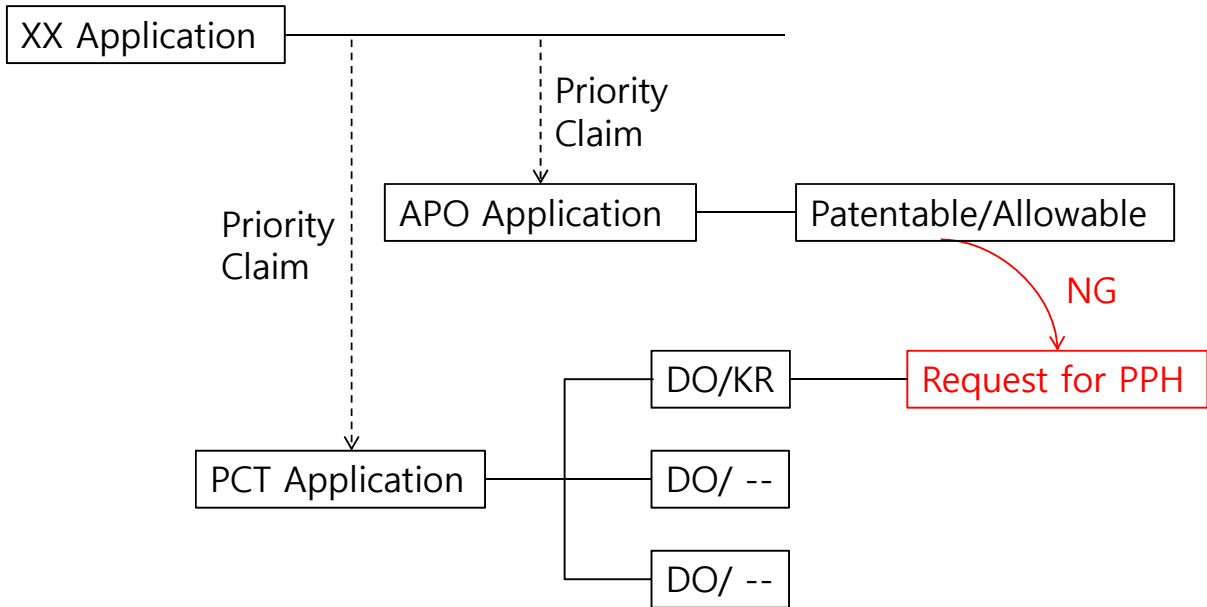 XX Application
Priority
Claim
APO Application
Patentable/Allowable
Priority
Claim
NG
DO/KR
Request for PPH
PCT Application
DO/ --
DO/ --